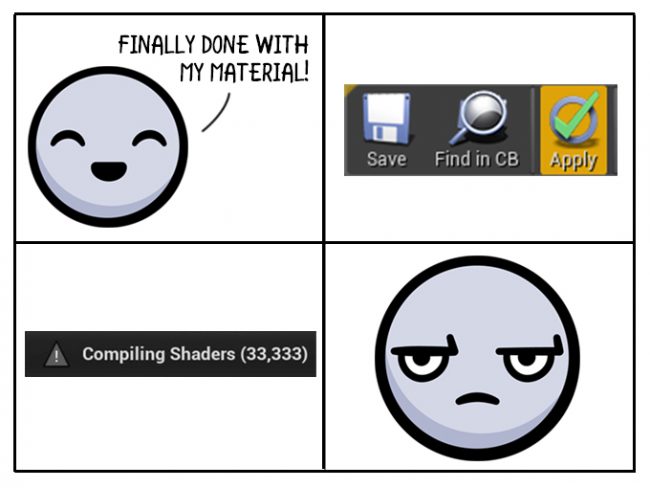 FINALLY DONE WITH
MY MATERIAL!
Save Find in CB Apply
Compiling Shaders (33,333)